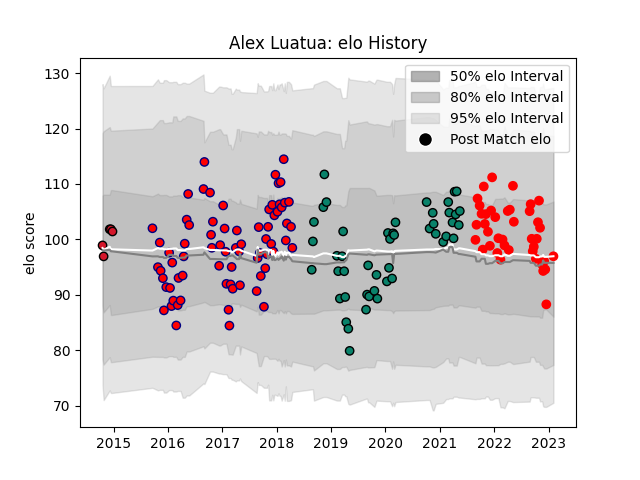 Alex Luatua: elo History
130
120
110
100
90
80
70
elo score
50% elo Interval
80% elo Interval
95% elo Interval
Post Match elo
2015 2016 2017 2018 2019 2020 2021 2022 2023